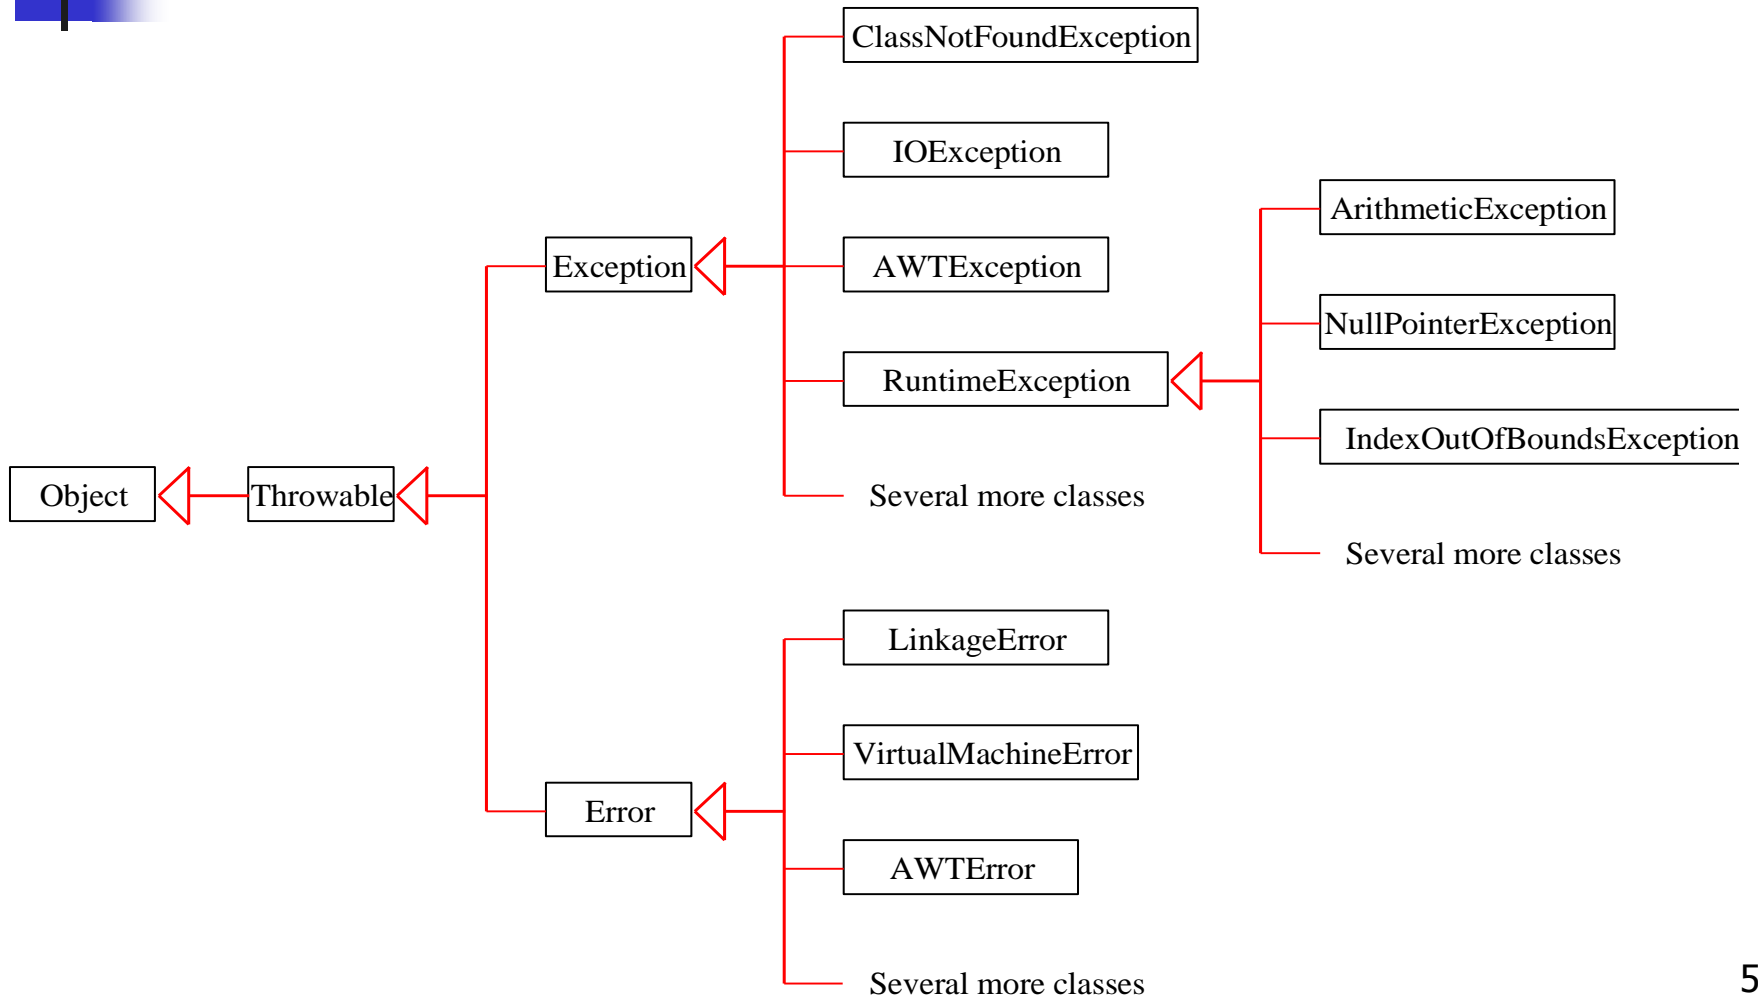 ClassNotFoundException
IOException
ArithmeticException
Exception
AWTException
NullPointerException
RuntimeException
IndexOutOfBoundsException
Object
Throwable
Several more classes
Several more classes
LinkageError
VirtualMachineError
Error
AWTError
Several more classes
5